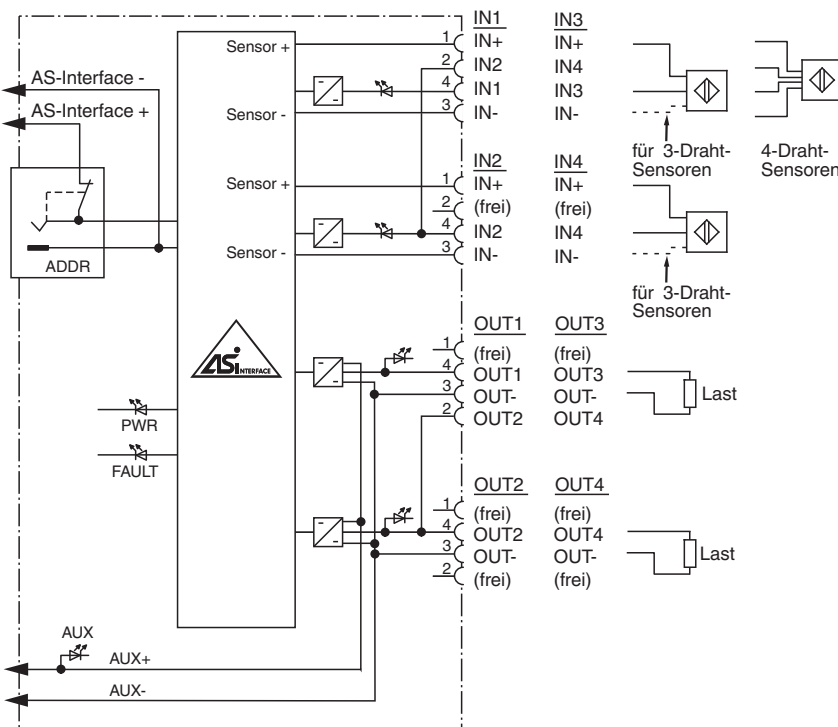 IN1 IN3
Sensor + 1 IN+ IN+
2 IN2 IN4
AS-Interface -
4 IN1 IN3
AS-Interface +
Sensor - 3 IN- IN-
für 3-Draht-
Sensoren
4-Draht-
Sensoren
IN2 IN4
Sensor + 1 IN+ IN+
2 (frei) (frei)
4 IN2 IN4
Sensor - 3 IN- IN-
ADDR
für 3-Draht-
Sensoren
OUT1 OUT3
1 (frei) (frei)
ASi INTERFACE
4 OUT1 OUT3
3 OUT- OUT-
Last
2 OUT2 OUT4
PWR
FAULT
OUT2 OUT4
1 (frei) (frei)
4 OUT2 OUT4
3 OUT- OUT-
Last
2 (frei) (frei)
AUX
AUX+
AUX-